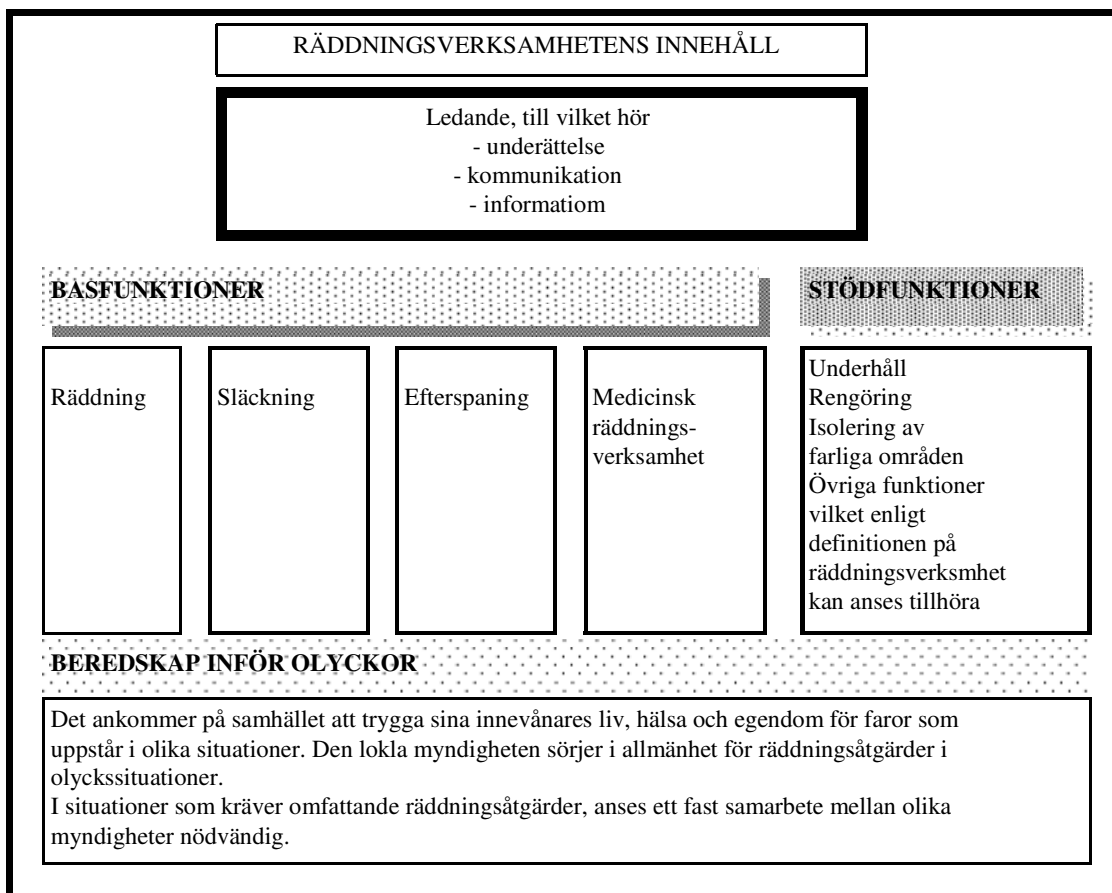 RÄDDNINGSVERKSAMHETENS INNEHÅLL
Ledande, till vilket hör
- underättelse
- kommunikation
- informatiom
BASFUNKTIONER
STÖDFUNKTIONER
Räddning
Släckning
Efterspaning
Medicinsk
räddnings-
verksamhet
Underhåll
Rengöring
Isolering av
farliga områden
Övriga funktioner
vilket enligt
definitionen på
räddningsverksmhet
kan anses tillhöra
BEREDSKAP INFÖR OLYCKOR
Det ankommer på samhället att trygga sina innevånares liv, hälsa och egendom för faror som
uppstår i olika situationer. Den lokla myndigheten sörjer i allmänhet för räddningsåtgärder i
olyckssituationer.
I situationer som kräver omfattande räddningsåtgärder, anses ett fast samarbete mellan olika
myndigheter nödvändig.